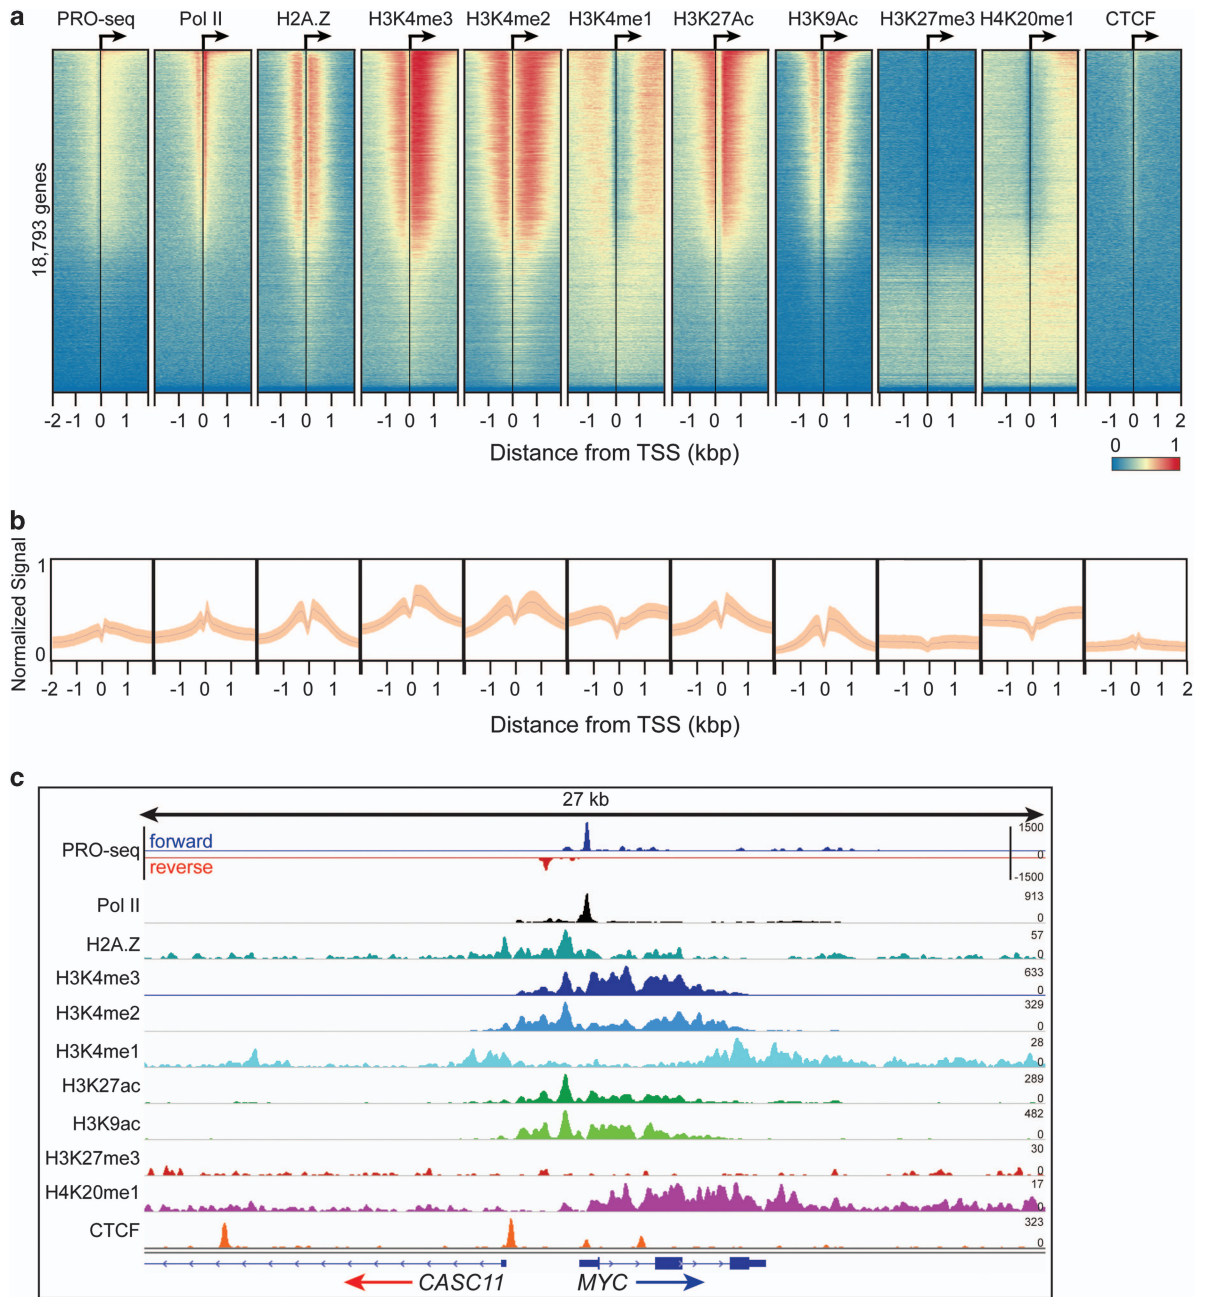 a
PRO-seq Pol II H2A.Z H3K4me3 H3K4me2 H3K4me1 H3K27Ac H3K9Ac H3K27me3 H4K20me1 CTCF
18,793 genes
-2 -1 0 1 -1 0 1 -1 0 1 -1 0 1 -1 0 1 -1 0 1 -1 0 1 -1 0 1 -1 0 1 -1 0 1 -1 0 1 2
Distance from TSS (kbp)
0 1
b
Normalized Signal
1
0
-2 -1 0 1 -1 0 1 -1 0 1 -1 0 1 -1 0 1 -1 0 1 -1 0 1 -1 0 1 -1 0 1 -1 0 1 -1 0 1 2
Distance from TSS (kbp)
c
27 kb
PRO-seq forward reverse 1500 0 -1500
Pol II 913 0
H2A.Z 57 0
H3K4me3 633 0
H3K4me2 329 0
H3K4me1 28 0
H3K27ac 289 0
H3K9ac 482 0
H3K27me3 30 0
H4K20me1 17 0
CTCF 323 0
CASC11 MYC